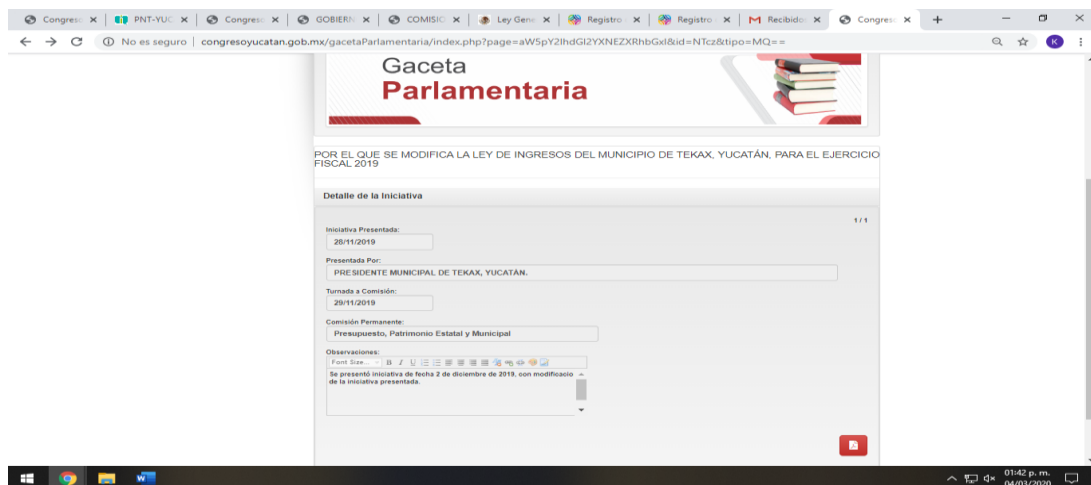 Congreso
PNT-YUC
Congreso
GOBIERN
COMISIO
Ley Gene
Registro
Registro
Recibido
Congreso
No es seguro | congresoyucatan.gob.mx/gacetaParlamentaria/index.php?page=aW5pY2lhdGl2YXNEZXRhbGxl&id=NTcz&tipo=MQ==
K
Gaceta
Parlamentaria
POR EL QUE SE MODIFICA LA LEY DE INGRESOS DEL MUNICIPIO DE TEKAX, YUCATÁN, PARA EL EJERCICIO
FISCAL 2019
Detalle de la Iniciativa
1 / 1
Iniciativa Presentada:
28/11/2019
Presentada Por:
PRESIDENTE MUNICIPAL DE TEKAX, YUCATÁN.
Turnada a Comisión:
29/11/2019
Comisión Permanente:
Presupuesto, Patrimonio Estatal y Municipal
Observaciones:
Font Size... B I U
Se presentó iniciativa de fecha 2 de diciembre de 2019, con modificacio
de la iniciativa presentada.
01:42 p. m.
04/03/2020